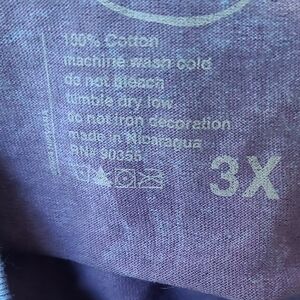 100% Cotton
machine wash cold
do not bleach
tumble dry low
do not iron decoration
made in Nicaragua
RN# 90355
3X